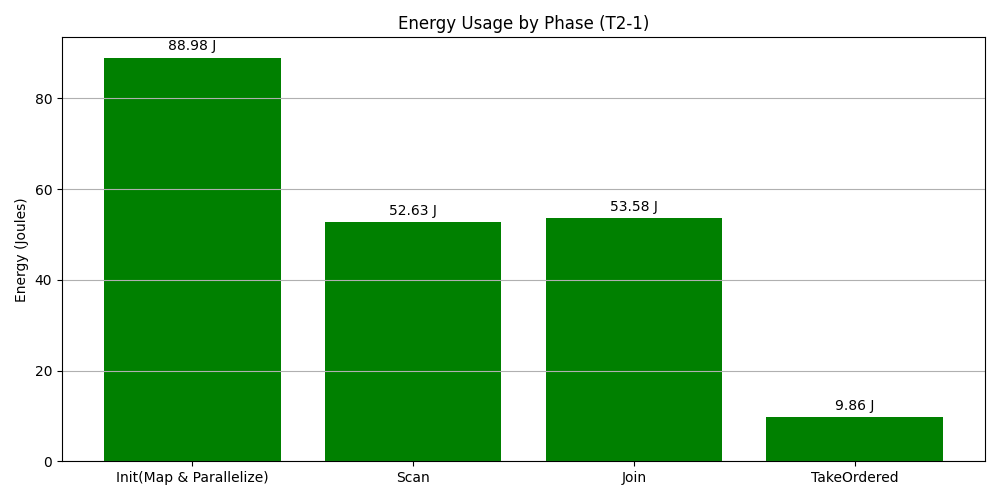 Energy Usage by Phase (T2-1)
88.98 J
52.63 J
53.58 J
9.86 J
Energy (Joules)
80
60
40
20
0
Init(Map & Parallelize)
Scan
Join
TakeOrdered